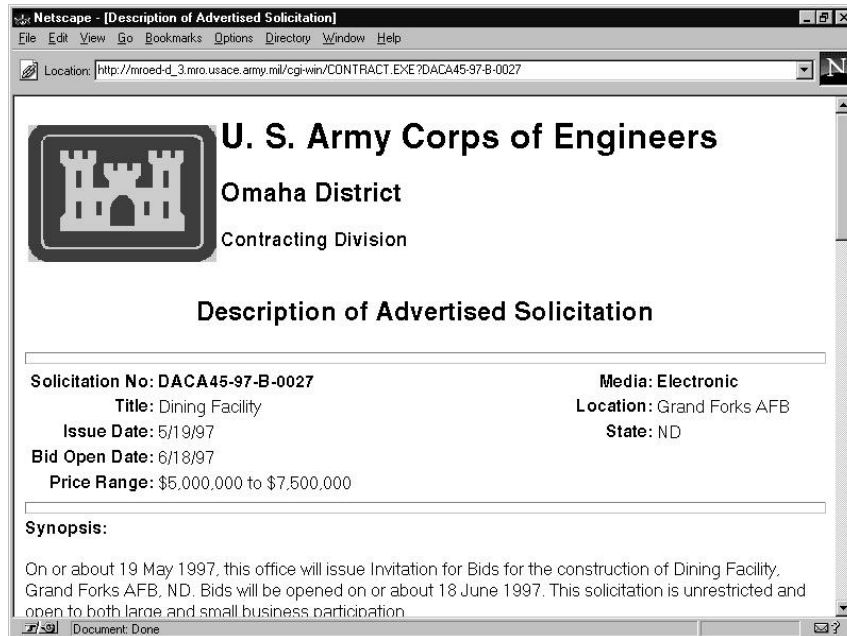 Netscape - [Description of Advertised Solicitation]
File Edit View Go Bookmarks Options Directory Window Help
Location: http://mroed-d_3.mro.usace.army.mil/cgi-win/CONTRACT.EXE?DACA45-97-B-0027
N
U. S. Army Corps of Engineers
Omaha District
Contracting Division
Description of Advertised Solicitation
Solicitation No: DACA45-97-B-0027 Media: Electronic
Title: Dining Facility Location: Grand Forks AFB
Issue Date: 5/19/97 State: ND
Bid Open Date: 6/18/97
Price Range: $5,000,000 to $7,500,000
Synopsis:
On or about 19 May 1997, this office will issue Invitation for Bids for the construction of Dining Facility,
Grand Forks AFB, ND. Bids will be opened on or about 18 June 1997. This solicitation is unrestricted and
open to both large and small business participation
Document: Done
?